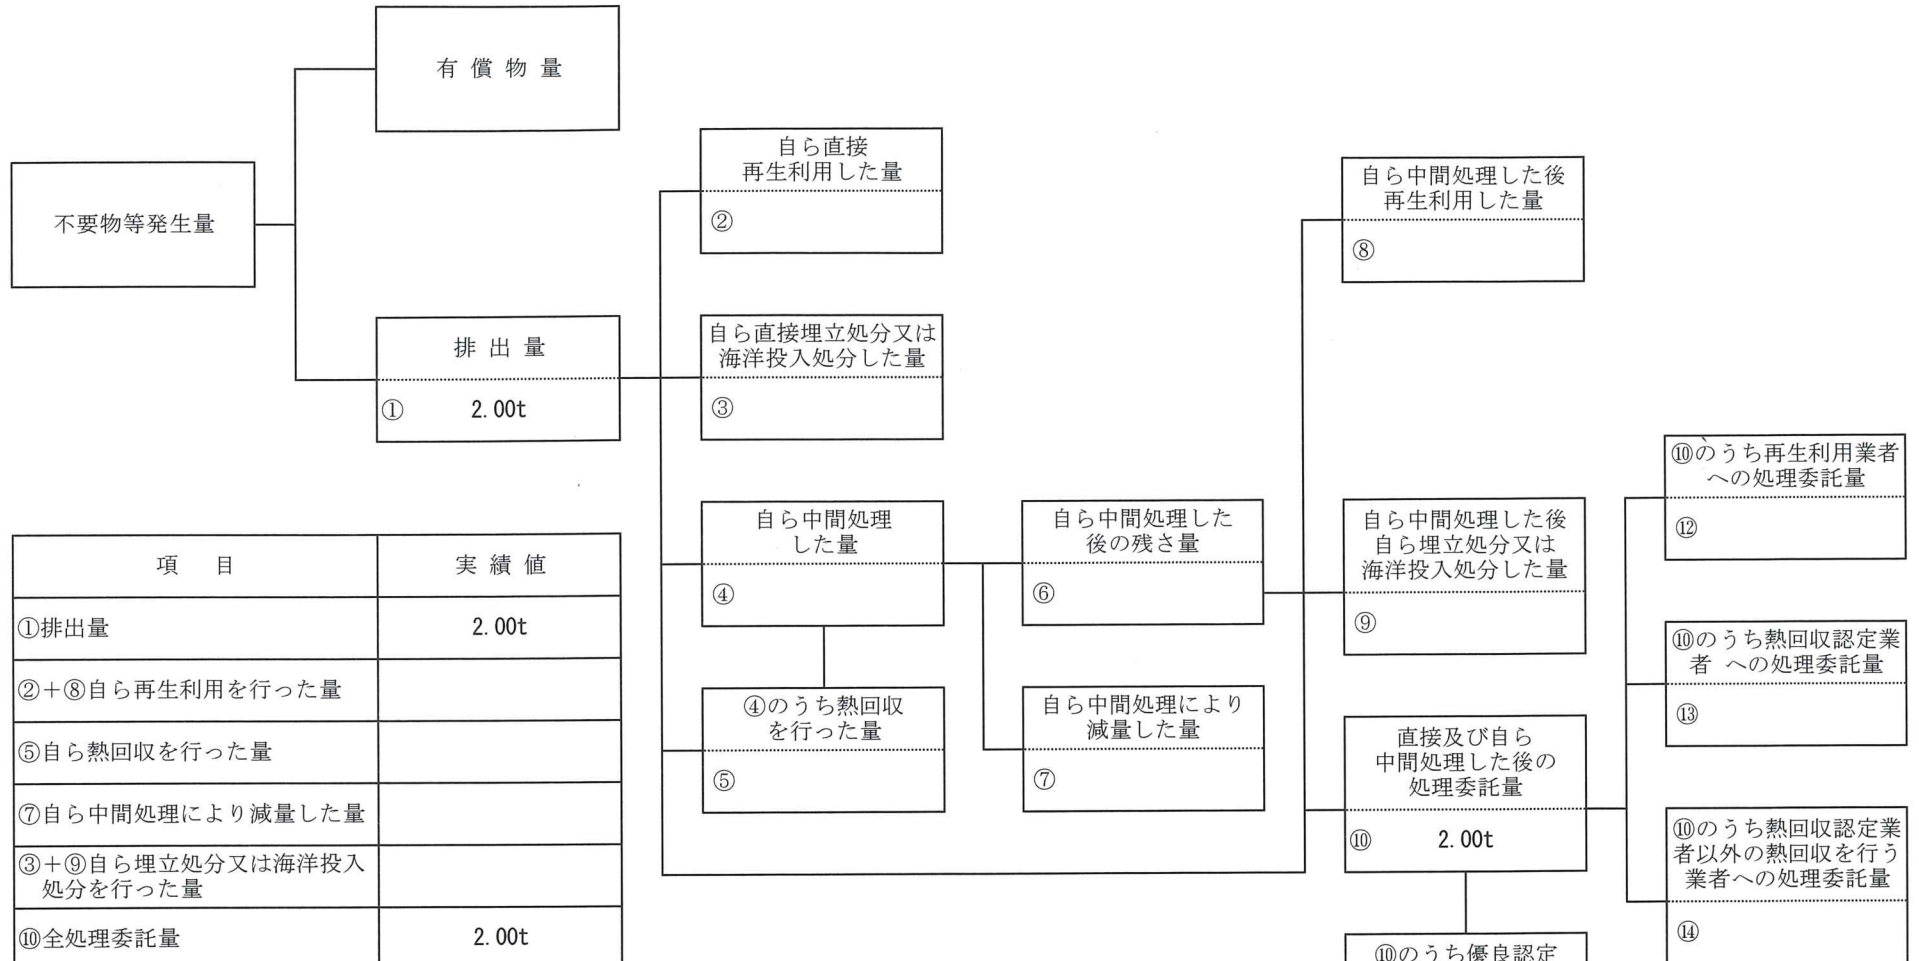 有 償 物 量
不要物等発生量
排 出 量
① 2.00t
自ら直接
再生利用した量
②
自ら直接埋立処分又は
海洋投入処分した量
③
自ら中間処理
した量
④
④のうち熱回収
を行った量
⑤
自ら中間処理した
後の残さ量
⑥
自ら中間処理により
減量した量
⑦
自ら中間処理した後
再生利用した量
⑧
自ら中間処理した後
自ら埋立処分又は
海洋投入処分した量
⑨
直接及び自ら
中間処理した後の
処理委託量
⑩ 2.00t
⑩のうち優良認定
⑩のうち再生利用業者
への処理委託量
⑫
⑩のうち熱回収認定業
者 への処理委託量
⑬
⑩のうち熱回収認定業
者以外の熱回収を行う
業者への処理委託量
⑭
項 目 実 績 値
①排出量 2.00t
②+⑧自ら再生利用を行った量
⑤自ら熱回収を行った量
⑦自ら中間処理により減量した量
③+⑨自ら埋立処分又は海洋投入
処分を行った量
⑩全処理委託量 2.00t